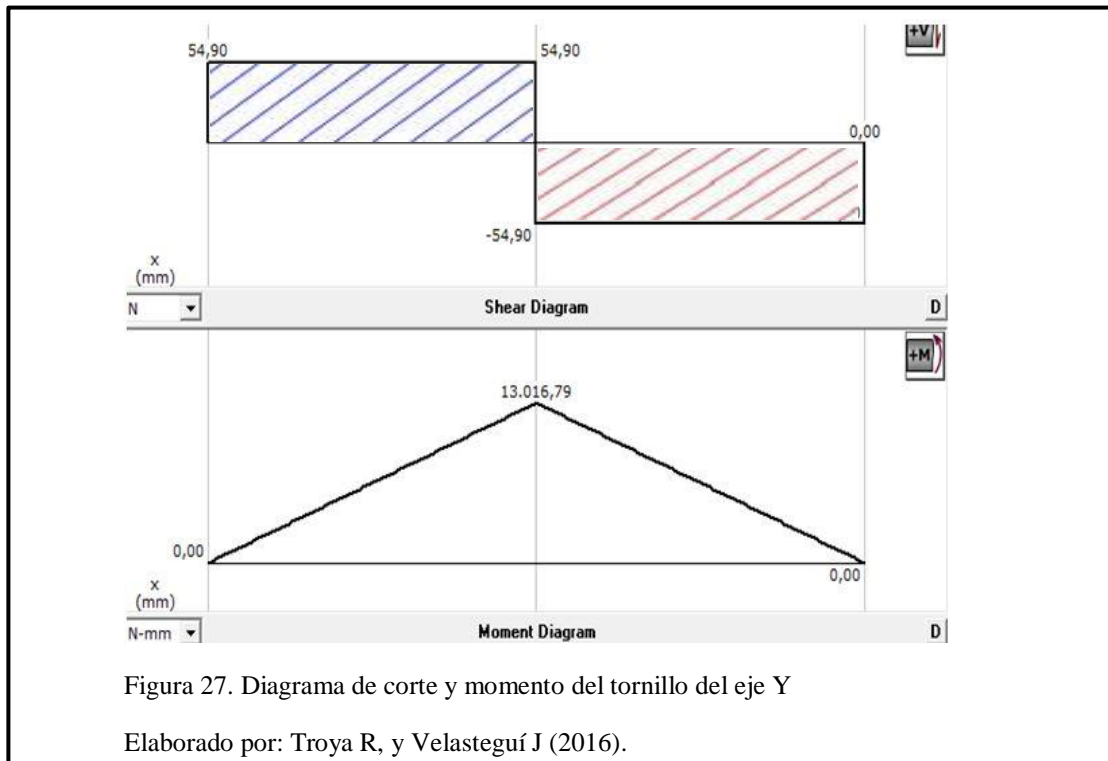 +V
54,90
54,90
0,00
-54,90
x
(mm)
N
Shear Diagram
D
+M
13.016,79
0,00
0,00
x
(mm)
N-mm
Moment Diagram
D
Figura 27. Diagrama de corte y momento del tornillo del eje Y
Elaborado por: Troya R, y Velasteguí J (2016).